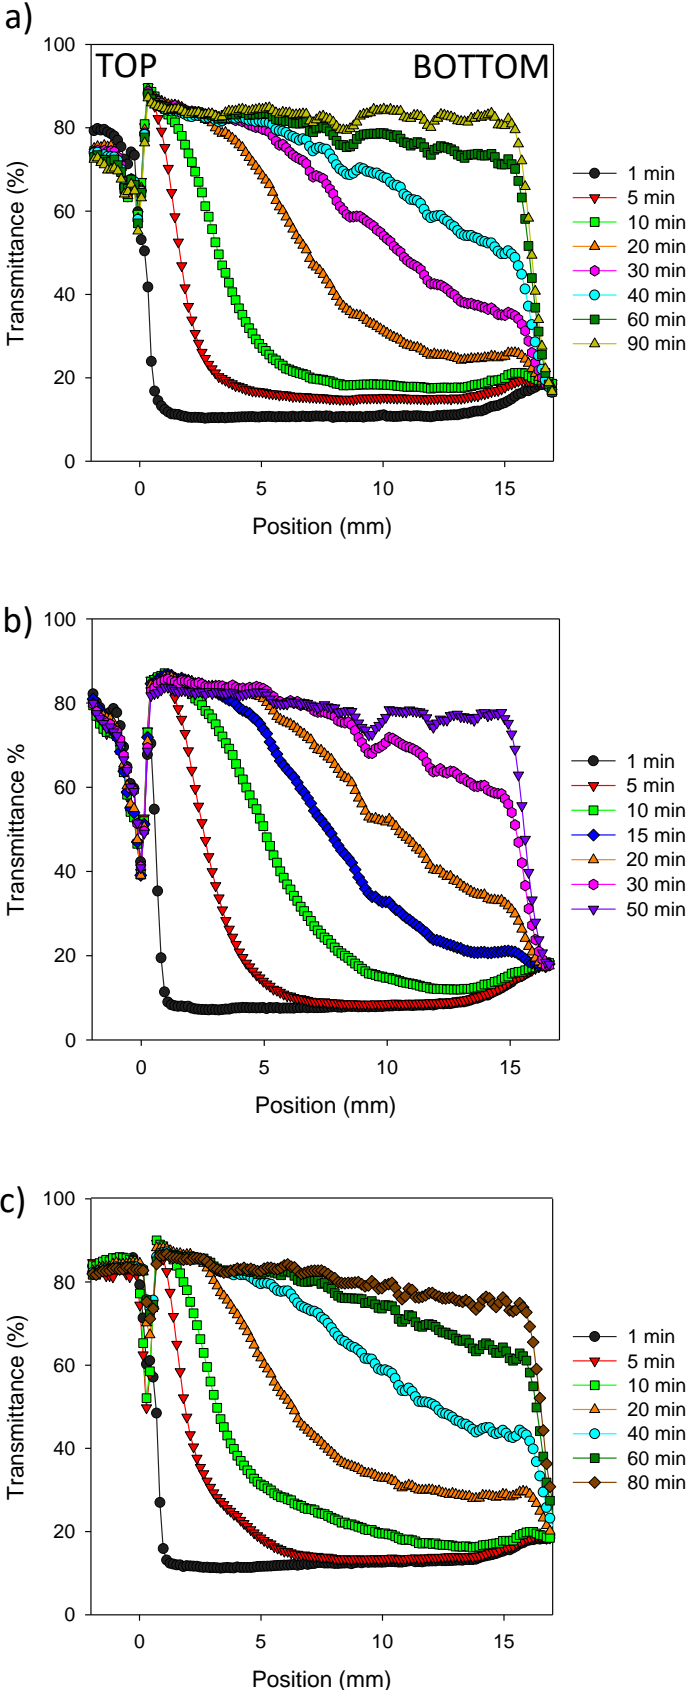 a)
100
TOP
BOTTOM
80
60
40
20
0
Transmittance (%)
0
5
10
15
Position (mm)
1 min
5 min
10 min
20 min
30 min
40 min
60 min
90 min
b)
100
80
60
40
20
0
Transmittance %
0
5
10
15
Position (mm)
1 min
5 min
10 min
15 min
20 min
30 min
50 min
c)
100
80
60
40
20
0
Transmittance (%)
0
5
10
15
Position (mm)
1 min
5 min
10 min
20 min
40 min
60 min
80 min